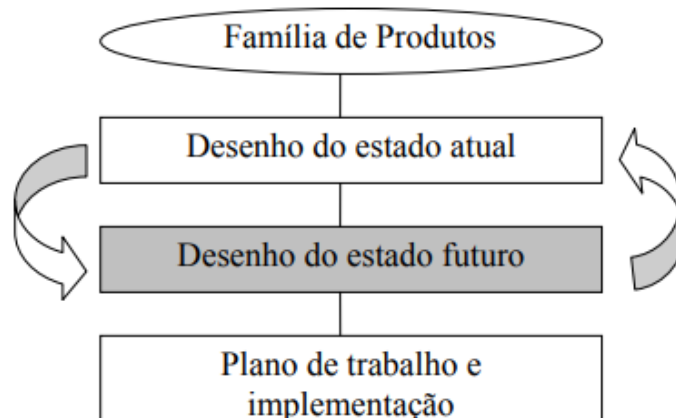 Família de Produtos
Desenho do estado atual
Desenho do estado futuro
Plano de trabalho e
implementação